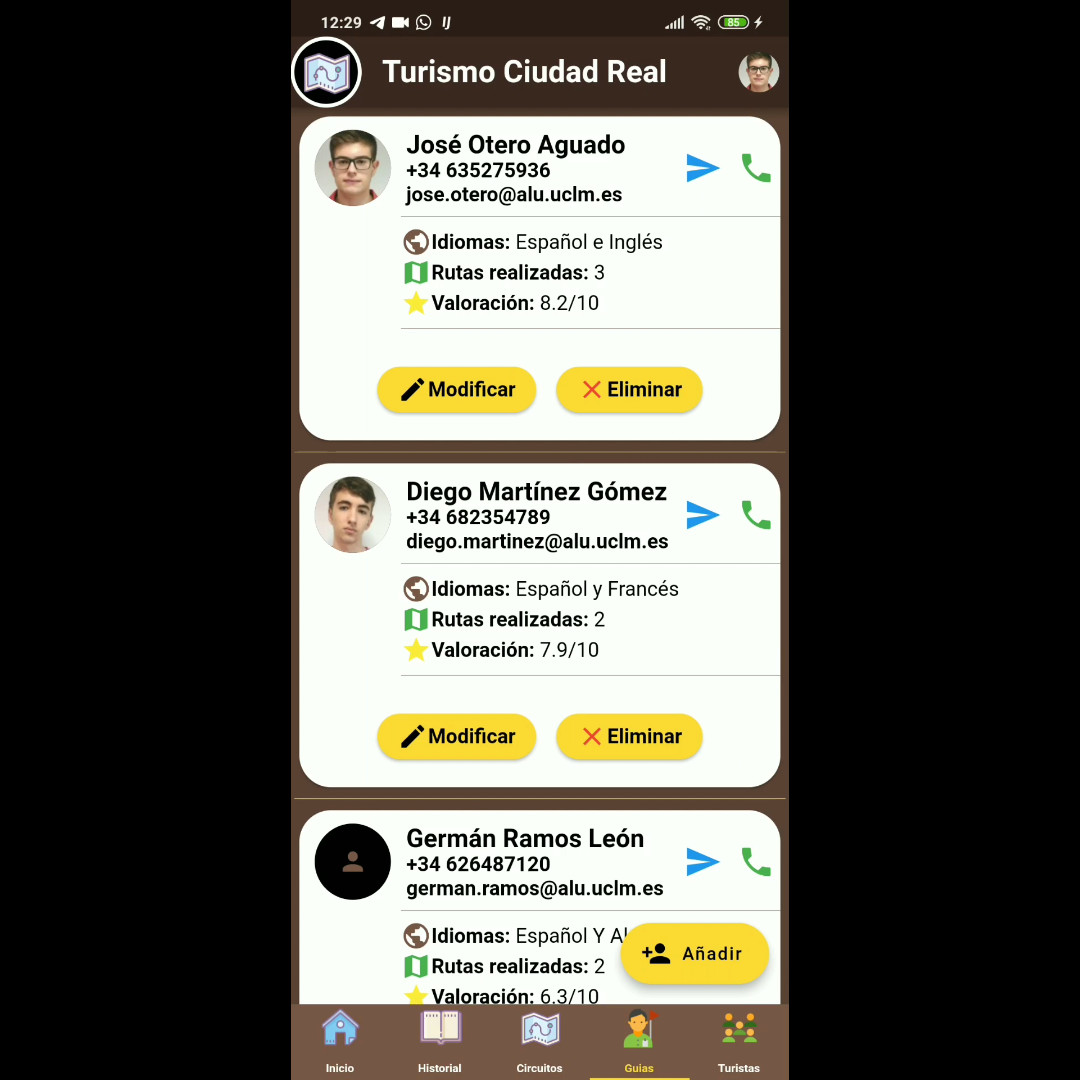 12:29
85
Turismo Ciudad Real
José Otero Aguado
+34 635275936
jose.otero@alu.uclm.es
Idiomas: Español e Inglés
Rutas realizadas: 3
Valoración: 8.2/10
Modificar
Eliminar
Diego Martínez Gómez
+34 682354789
diego.martinez@alu.uclm.es
Idiomas: Español y Francés
Rutas realizadas: 2
Valoración: 7.9/10
Modificar
Eliminar
Germán Ramos León
+34 626487120
german.ramos@alu.uclm.es
Idiomas: Español Y
Rutas realizadas: 2
Valoración: 6.3/10
Añadir
Inicio
Historial
Circuitos
Guias
Turistas